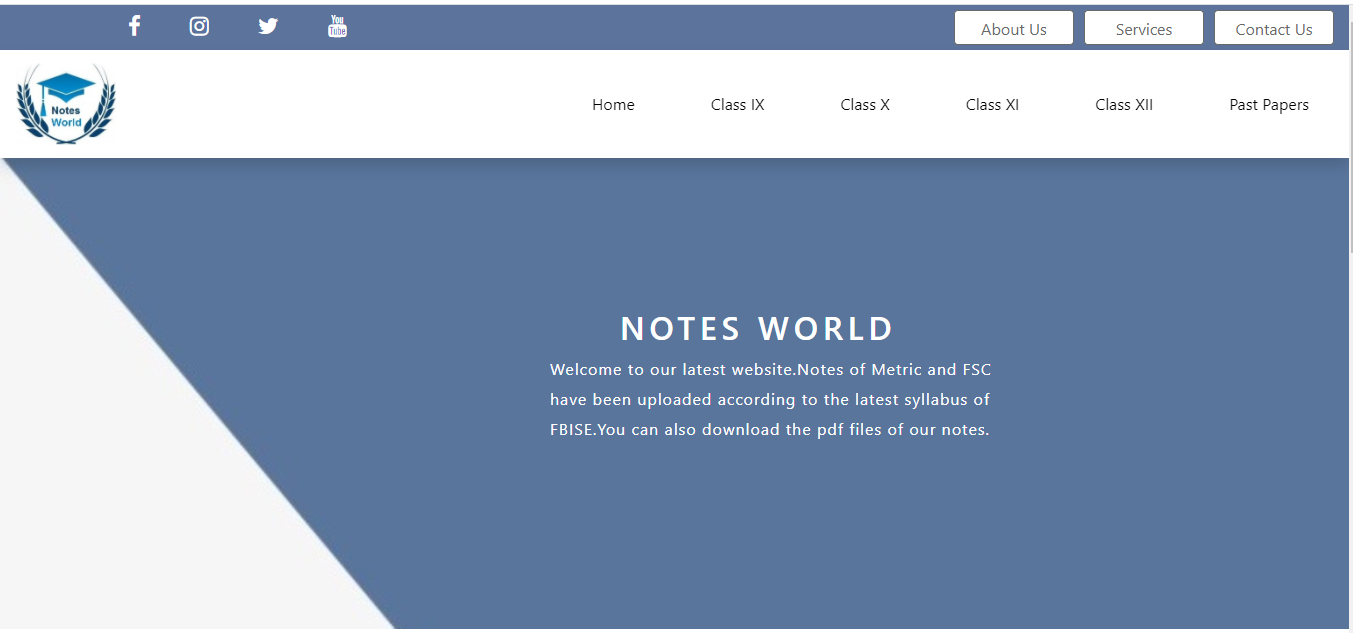 You
Tube
About Us
Services
Contact Us
Notes
World
Home
Class IX
Class X
Class XI
Class XII
Past Papers
NOTES WORLD
Welcome to our latest website.Notes of Metric and FSC
have been uploaded according to the latest syllabus of
FBISE.You can also download the pdf files of our notes.